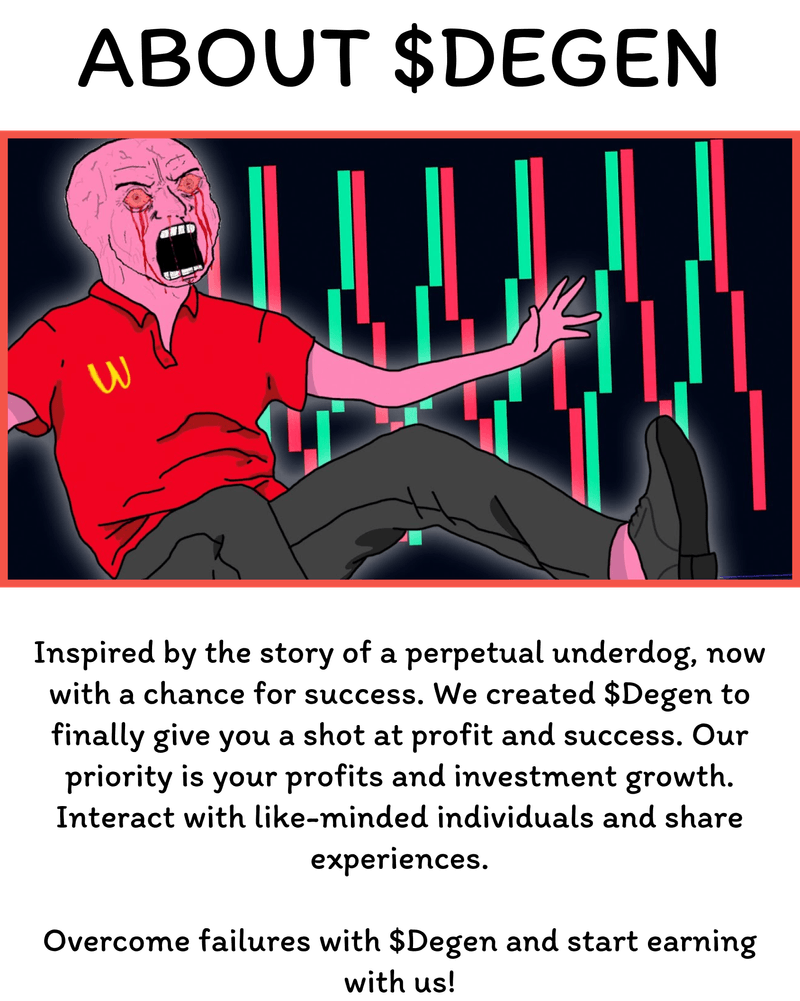 ABOUT $DEGEN
W
Inspired by the story of a perpetual underdog, now
with a chance for success. We created $Degen to
finally give you a shot at profit and success. Our
priority is your profits and investment growth.
Interact with like-minded individuals and share
experiences.
Overcome failures with $Degen and start earning
with us!